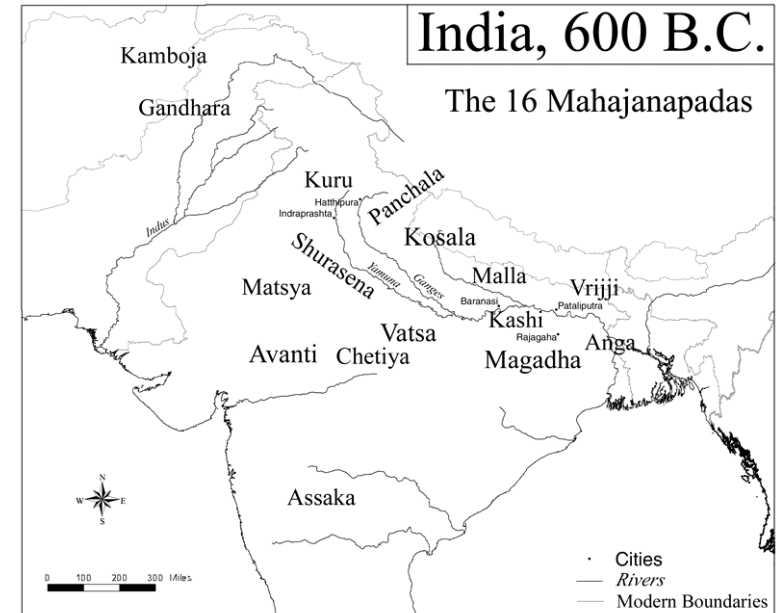 India, 600 B.C.
The 16 Mahajanapadas
Kamboja
Gandhara
Kuru
Hatthipura
Indraprashta
Panchala
Indus
Kosala
Shurasena
Yamuna
Ganges
Malla
Matsya
Vrijji
Baranasi
Pataliputra
Kashi
Vatsa
Rajagaha
Anga
Avanti
Chetiya
Magadha
Assaka
N
W E
S
0 100 200 300 Miles
Cities
Rivers
Modern Boundaries